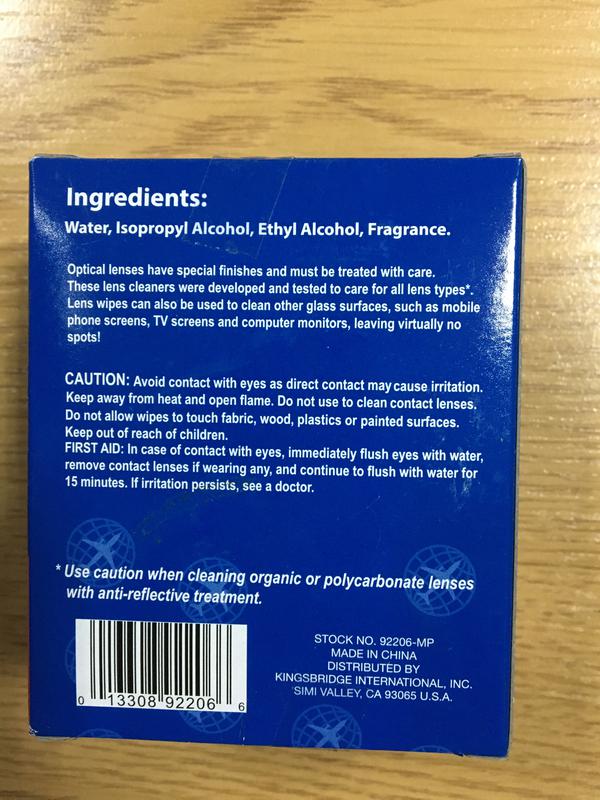 Ingredients:
Water, Isopropyl Alcohol, Ethyl Alcohol, Fragrance.
Optical lenses have special finishes and must be treated with care.
These lens cleaners were developed and tested to care for all lens types*.
Lens wipes can also be used to clean other glass surfaces, such as mobile
phone screens, TV screens and computer monitors, leaving virtually no
spots!
CAUTION: Avoid contact with eyes as direct contact may cause irritation.
Keep away from heat and open flame. Do not use to clean contact lenses.
Do not allow wipes to touch fabric, wood, plastics or painted surfaces.
Keep out of reach of children.
FIRST AID: In case of contact with eyes, immediately flush eyes with water,
remove contact lenses if wearing any, and continue to flush with water for
15 minutes. If irritation persists, see a doctor.
* Use caution when cleaning organic or polycarbonate lenses
with anti-reflective treatment.
0 13308 92206 6
STOCK NO. 92206-MP
MADE IN CHINA
DISTRIBUTED BY
KINGSBRIDGE INTERNATIONAL, INC.
SIMI VALLEY, CA 93065 U.S.A.